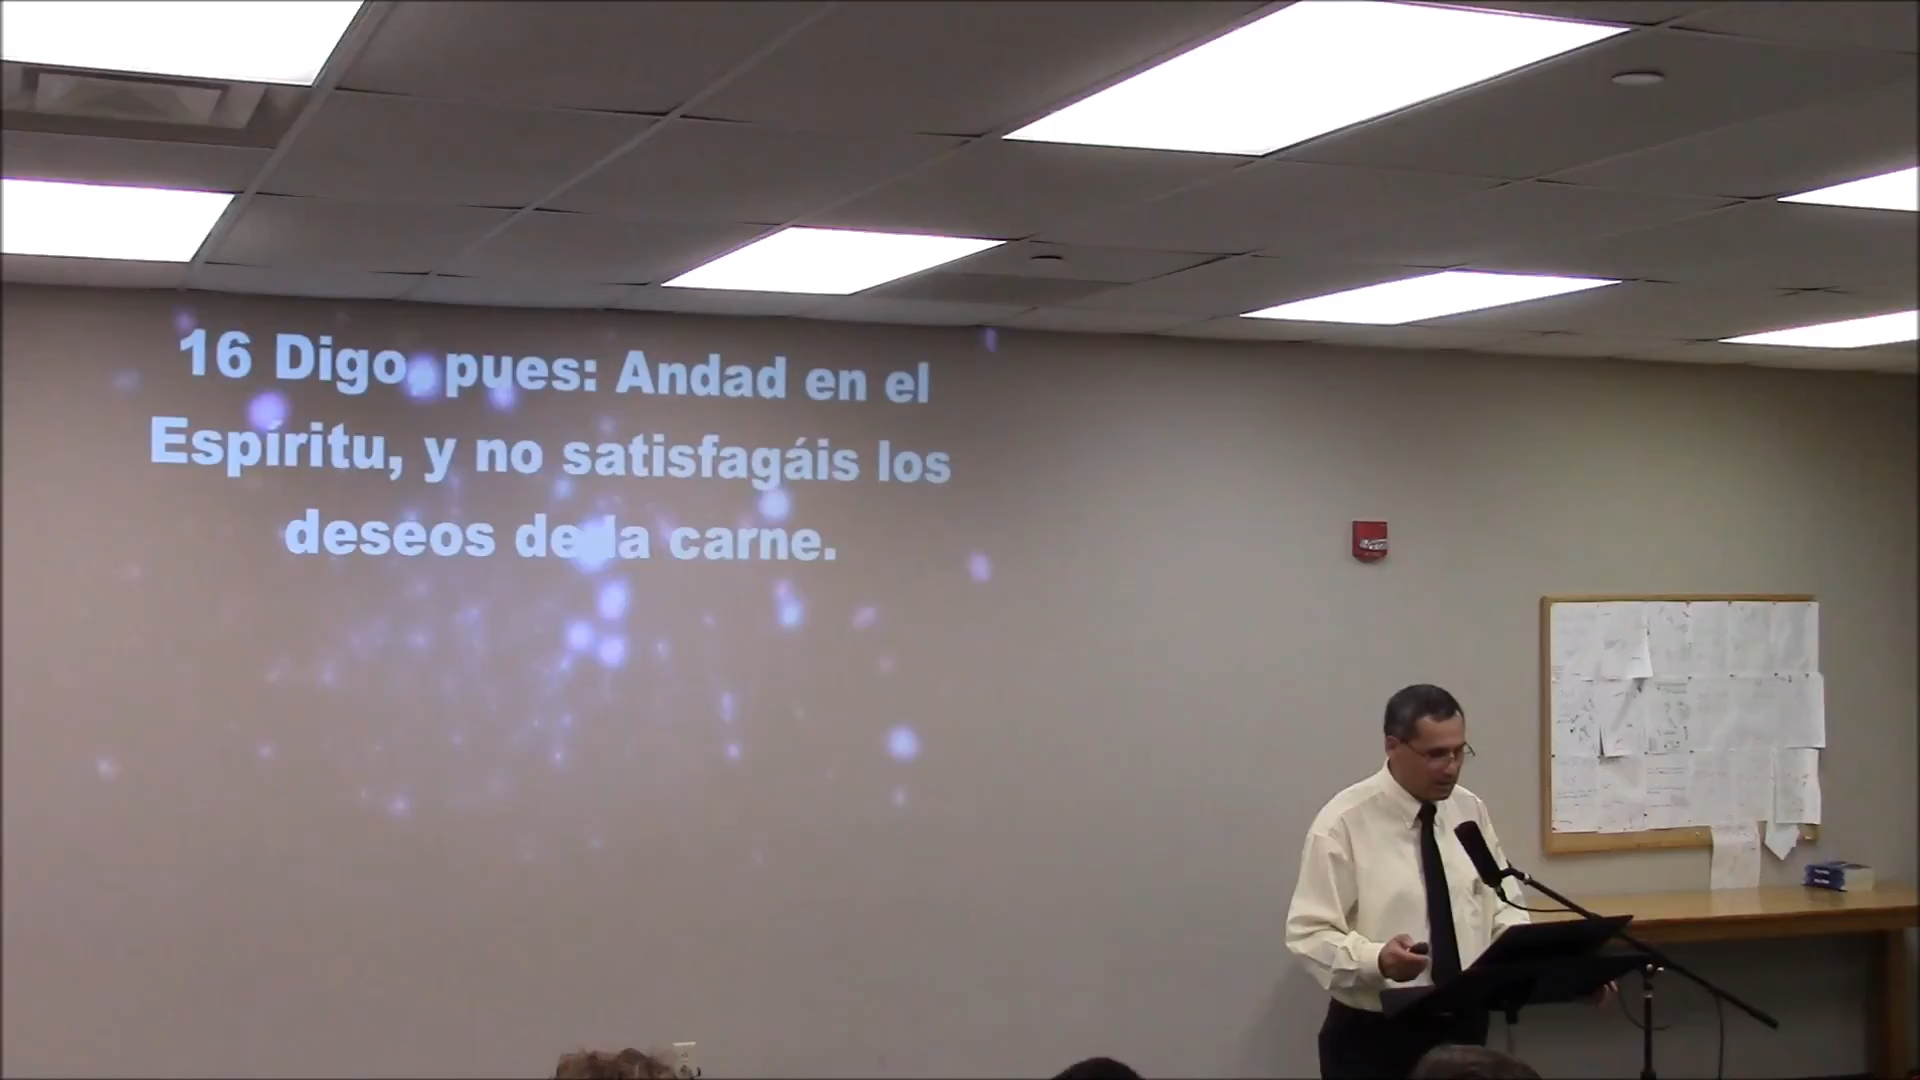 16 Digo, pues: Andad en el
Espíritu, y no satisfagáis los
deseos de la carne.